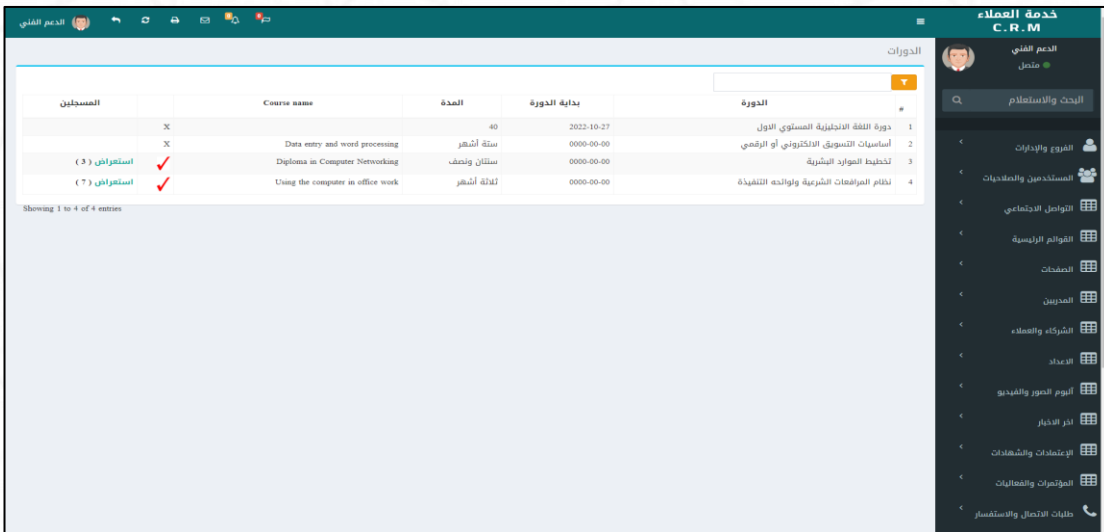 خدمة العملاء
C.R.M
الدعم الفني
الدعم الفني
متصل
البحث والاستعلام
الفروع والإدارات
المستخدمين والصلاحيات
التواصل الاجتماعي
القوائم الرئيسية
الصفحات
المدربين
الشركاء والعملاء
الاعداد
ألبوم الصور والفيديو
اخر الاخبار
الإعتمادات والشهادات
المؤتمرات والفعاليات
طلبات الاتصال والاستفسار
الدورات
# الدورة بداية الدورة المدة Course name المسجلين
1 دورة اللغة الانجليزية المستوي الاول 2022-10-27 40 X
2 أساسيات التسويق الالكتروني أو الرقمي 0000-00-00 ستة أشهر Data entry and word processing X
3 تخطيط الموارد البشرية 0000-00-00 سنتان ونصف Diploma in Computer Networking استعراض ( 3 )
4 نظام المرافعات الشرعية ولوائحه التنفيذة 0000-00-00 ثلاثة أشهر Using the computer in office work استعراض ( 7 )
Showing 1 to 4 of 4 entries